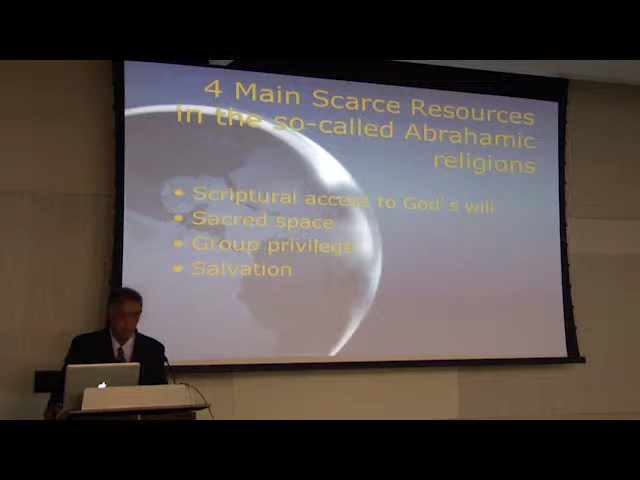 4 Main Scarce Resources
in the so-called Abrahamic
religions
• Scriptural access to God's will
• Sacred space
• Group privilege
• Salvation